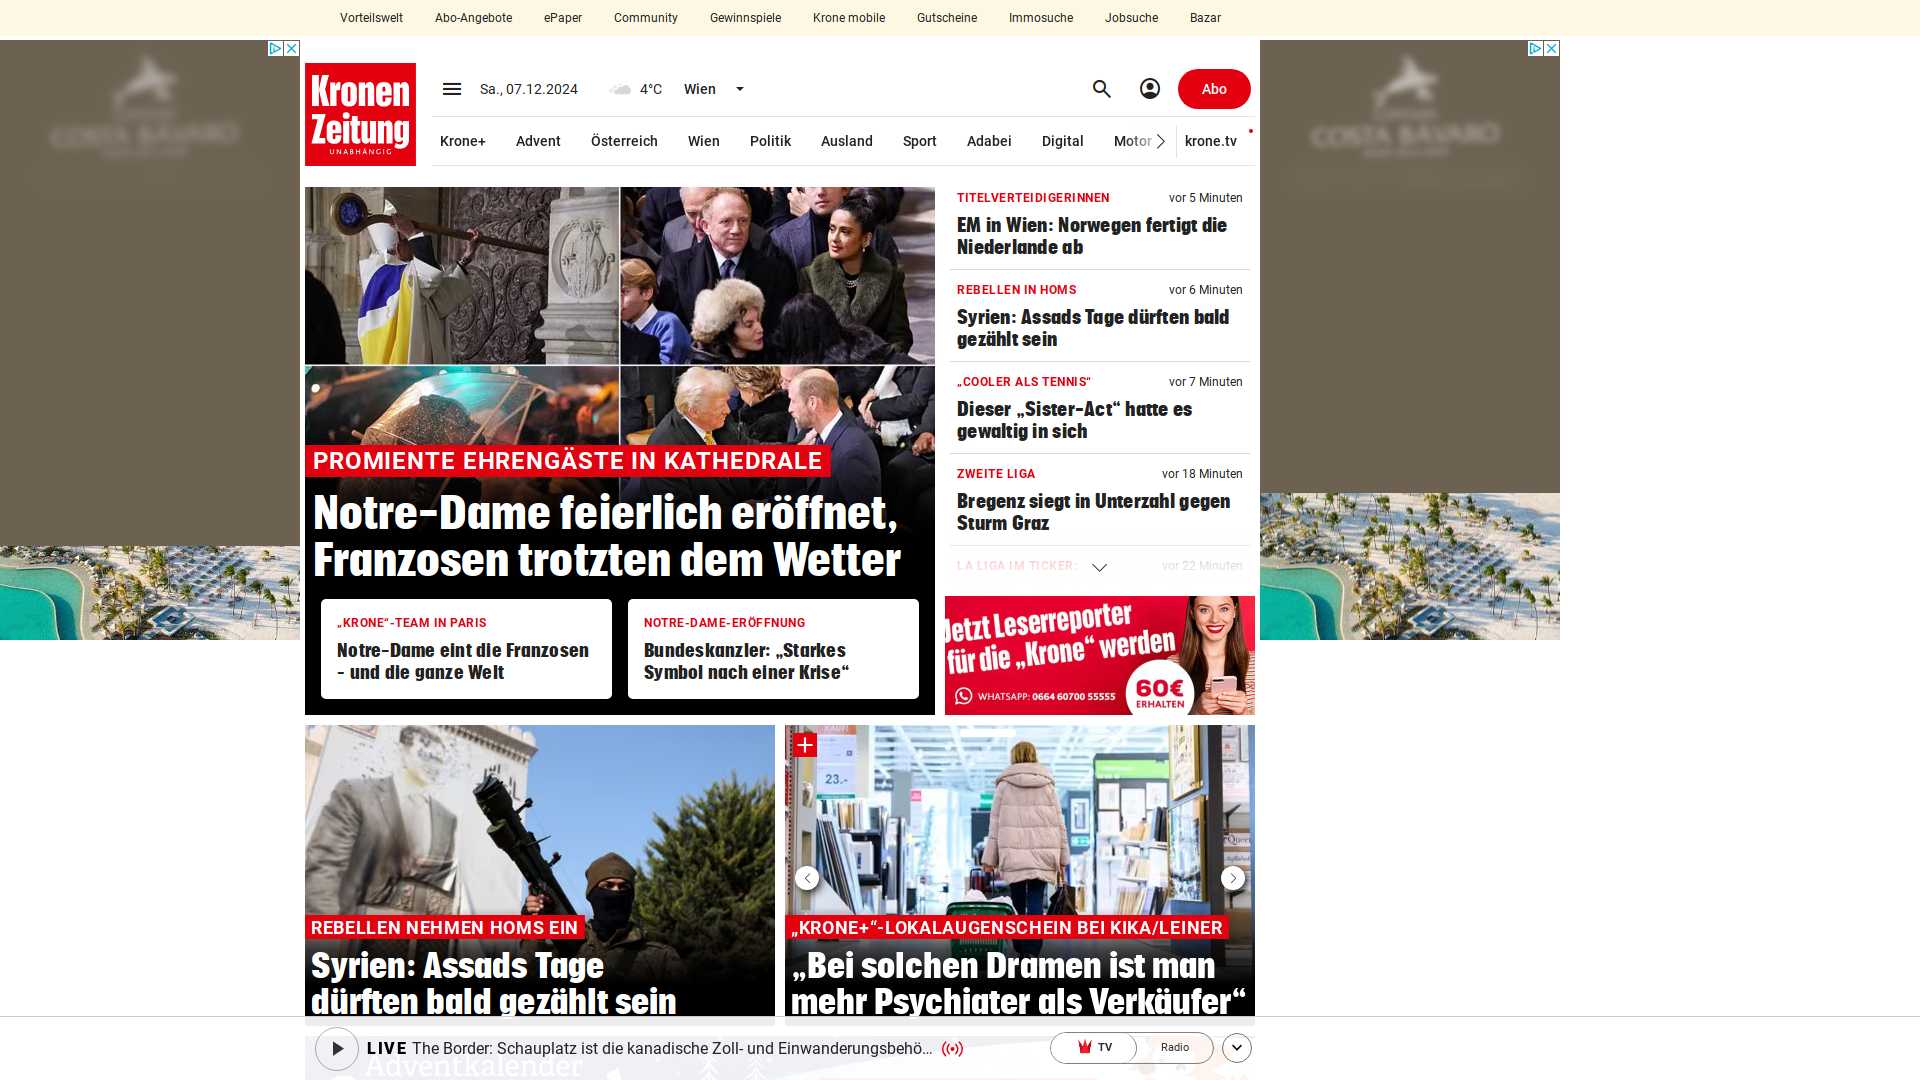 Vorteilswelt Abo-Angebote ePaper Community Gewinnspiele Krone mobile Gutscheine Immosuche Jobsuche Bazar
Kronen
Zeitung
UNABHÄNGIG
Sa., 07.12.2024 4°C Wien
Abo
Krone+ Advent Österreich Wien Politik Ausland Sport Adabei Digital Motor krone.tv
COSTA BÁVARO
COSTA BÁVARO
PROMIENTE EHRENGÄSTE IN KATHEDRALE
Notre-Dame feierlich eröffnet,
Franzosen trotzten dem Wetter
„KRONE“-TEAM IN PARIS
Notre-Dame eint die Franzosen
- und die ganze Welt
NOTRE-DAME-ERÖFFNUNG
Bundeskanzler: „Starkes
Symbol nach einer Krise“
TITELVERTEIDIGERINNEN vor 5 Minuten
EM in Wien: Norwegen fertigt die
Niederlande ab
REBELLEN IN HOMS vor 6 Minuten
Syrien: Assads Tage dürften bald
gezählt sein
„COOLER ALS TENNIS“ vor 7 Minuten
Dieser „Sister-Act“ hatte es
gewaltig in sich
ZWEITE LIGA vor 18 Minuten
Bregenz siegt in Unterzahl gegen
Sturm Graz
LA LIGA IM TICKER: vor 22 Minuten
Jetzt Leserreporter
für die „Krone“ werden
WHATSAPP: 0664 60700 55555
60€
ERHALTEN
REBELLEN NEHMEN HOMS EIN
Syrien: Assads Tage
dürften bald gezählt sein
23.-
„KRONE+“-LOKALAUGENSCHEIN BEI KIKA/LEINER
„Bei solchen Dramen ist man
mehr Psychiater als Verkäufer“
LIVE The Border: Schauplatz ist die kanadische Zoll- und Einwanderungsbehö...
TV Radio
Adventkalender